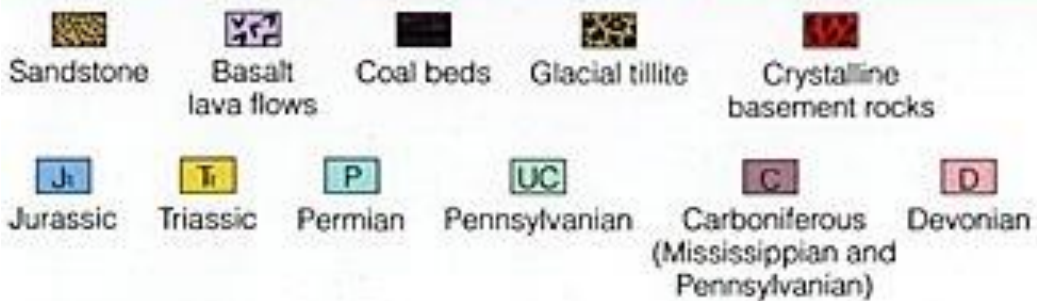 Sandstone Basalt Coal beds Glacial tillite Crystalline
lava flows basement rocks
J₁ Tr P UC C D
Jurassic Triassic Permian Pennsylvanian Carboniferous Devonian
(Mississippian and
Pennsylvanian)